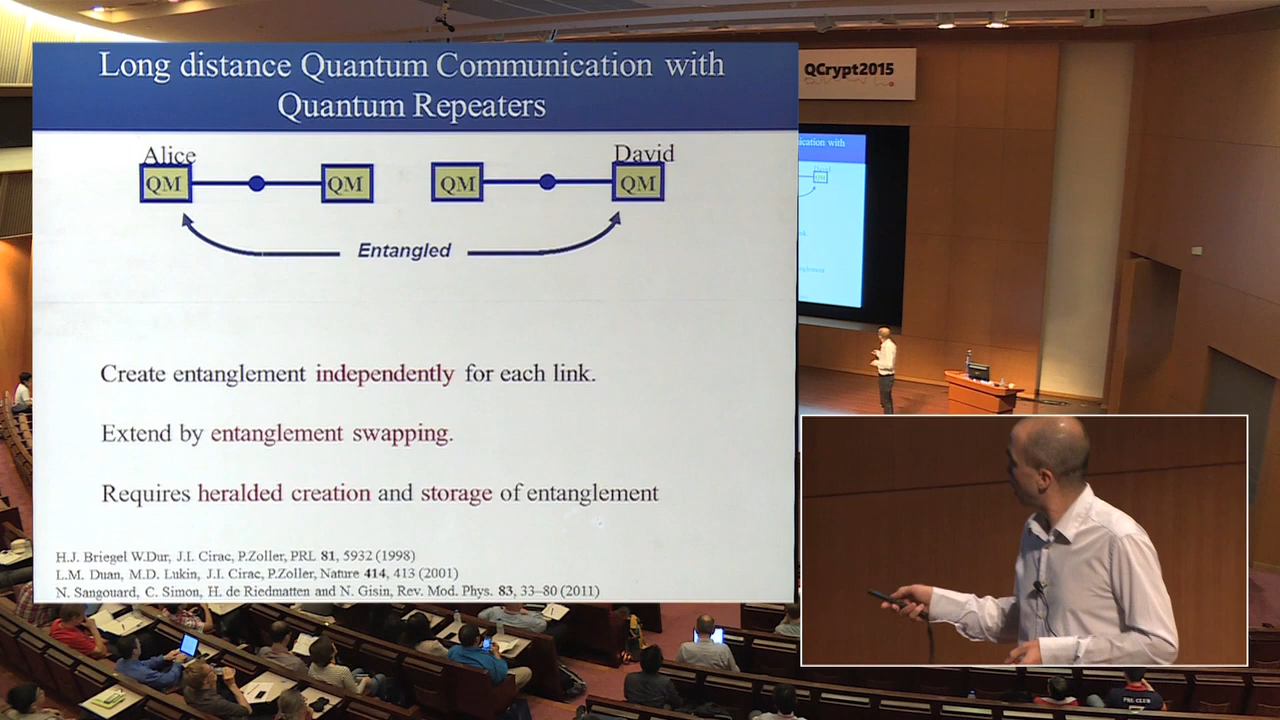 Long distance Quantum Communication with
Quantum Repeaters
Alice
David
QM
QM
QM
QM
Entangled
Create entanglement independently for each link.
Extend by entanglement swapping.
Requires heralded creation and storage of entanglement
H.J. Briegel W.Dur, J.I. Cirac, P.Zoller, PRL 81, 5932 (1998)
L.M. Duan, M.D. Lukin, J.I. Cirac, P.Zoller, Nature 414, 413 (2001)
N. Sangouard, C. Simon, H. de Riedmatten and N. Gisin, Rev. Mod. Phys. 83, 33–80 (2011)
QCrypt2015
ication with